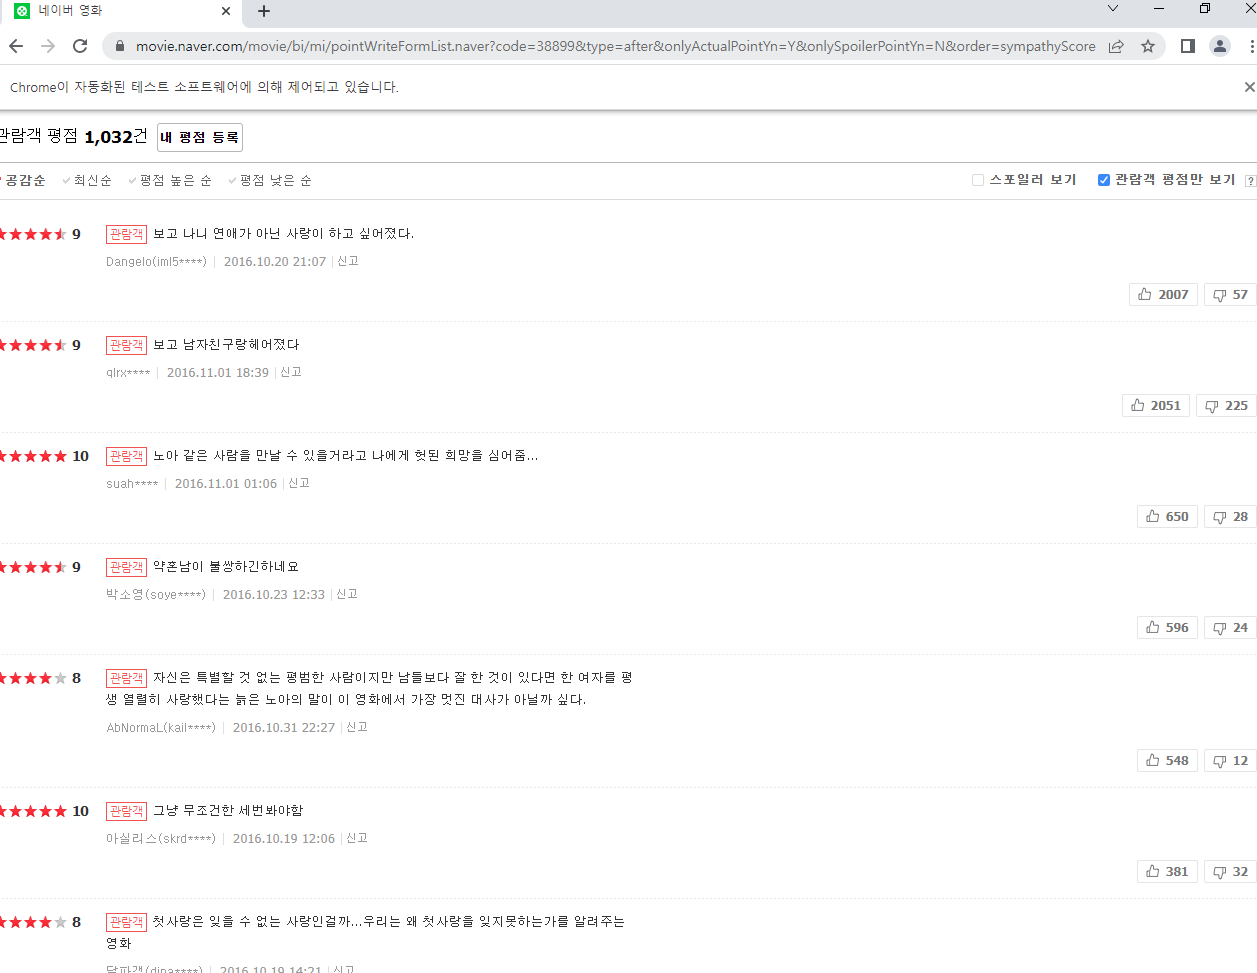 네이버 영화
movie.naver.com/movie/bi/mi/pointWriteFormList.naver?code=38899&type=after&onlyActualPointYn=Y&onlySpoilerPointYn=N&order=sympathyScore
Chrome이 자동화된 테스트 소프트웨어에 의해 제어되고 있습니다.
관람객 평점 1,032건 내 평점 등록
공감순 최신순 평점 높은 순 평점 낮은 순 스포일러 보기 관람객 평점만 보기 ?
9 관람객 보고 나니 연애가 아닌 사랑이 하고 싶어졌다.
Dangelo(iml5****) 2016.10.20 21:07 신고
2007 57
9 관람객 보고 남자친구랑헤어졌다
qlrx**** 2016.11.01 18:39 신고
2051 225
10 관람객 노아 같은 사람을 만날 수 있을거라고 나에게 헛된 희망을 심어줌...
suah**** 2016.11.01 01:06 신고
650 28
9 관람객 약혼남이 불쌍하긴하네요
박소영(soye****) 2016.10.23 12:33 신고
596 24
8 관람객 자신은 특별할 것 없는 평범한 사람이지만 남들보다 잘 한 것이 있다면 한 여자를 평
생 열렬히 사랑했다는 늙은 노아의 말이 이 영화에서 가장 멋진 대사가 아닐까 싶다.
AbNormaL(kail****) 2016.10.31 22:27 신고
548 12
10 관람객 그냥 무조건한 세번봐야함
아실리스(skrd****) 2016.10.19 12:06 신고
381 32
8 관람객 첫사랑은 잊을 수 없는 사랑인걸까...우리는 왜 첫사랑을 잊지못하는가를 알려주는
영화
(dina****) 2016.10.19 14:21 신고